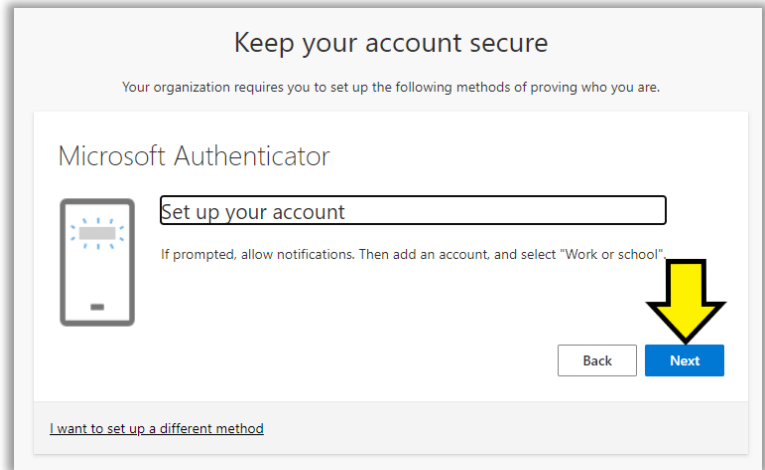 Keep your account secure
Your organization requires you to set up the following methods of proving who you are.
Microsoft Authenticator
Set up your account
If prompted, allow notifications. Then add an account, and select "Work or school".
Back
Next
I want to set up a different method